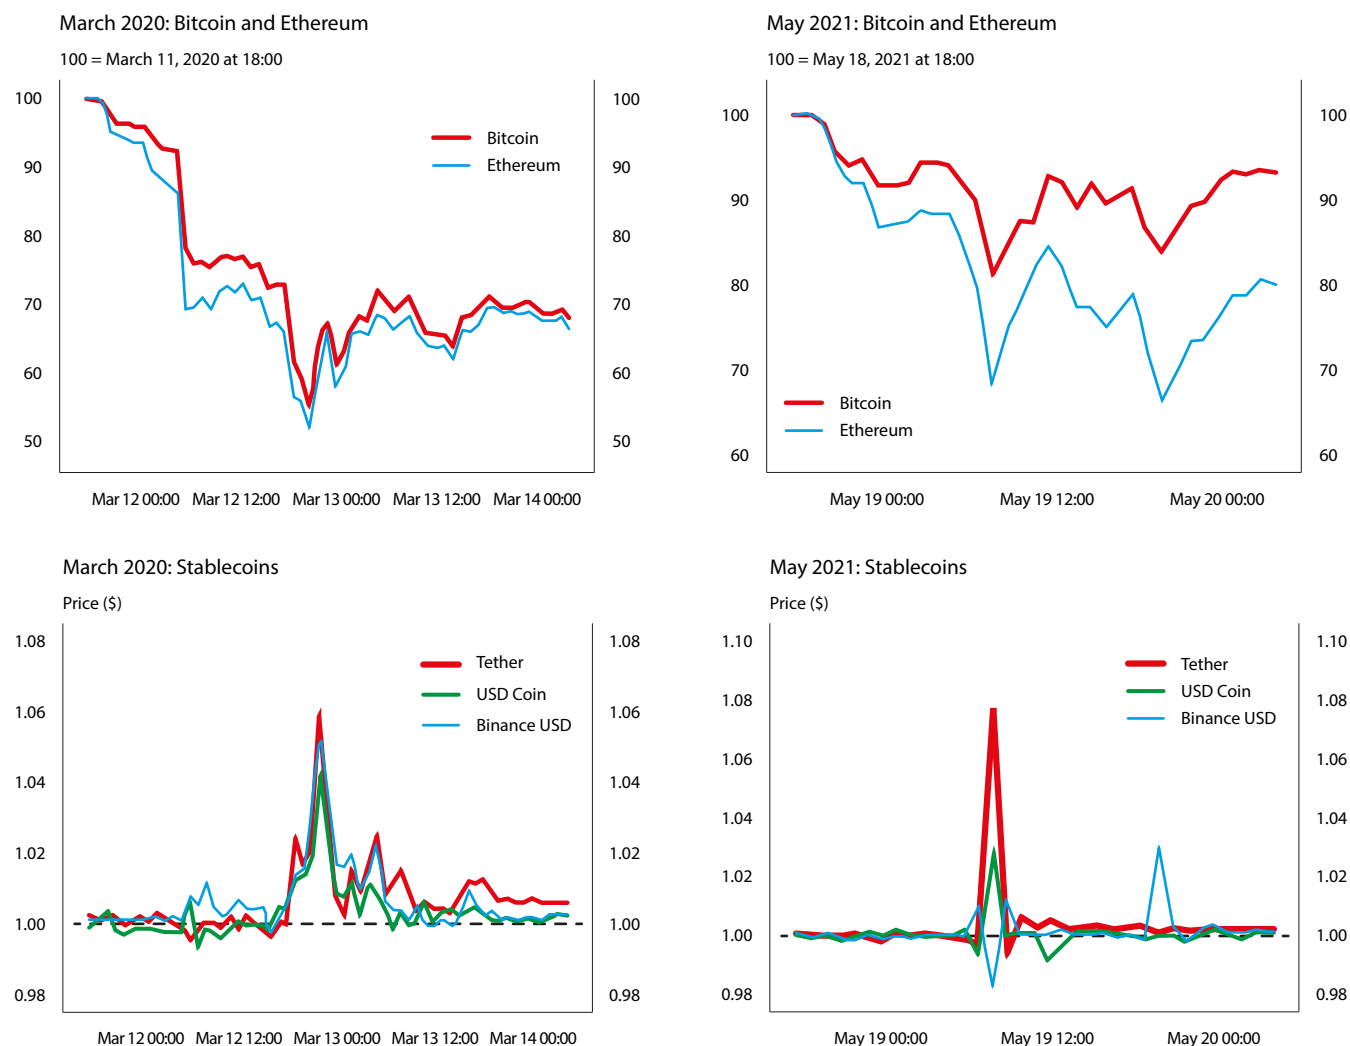 March 2020: Bitcoin and Ethereum
100 = March 11, 2020 at 18:00
100
90
80
70
60
50
100
90
80
70
60
50
Bitcoin
Ethereum
Mar 12 00:00 Mar 12 12:00 Mar 13 00:00 Mar 13 12:00 Mar 14 00:00
May 2021: Bitcoin and Ethereum
100 = May 18, 2021 at 18:00
100
90
80
70
60
100
90
80
70
60
Bitcoin
Ethereum
May 19 00:00 May 19 12:00 May 20 00:00
March 2020: Stablecoins
Price ($)
1.08
1.06
1.04
1.02
1.00
0.98
1.08
1.06
1.04
1.02
1.00
0.98
Tether
USD Coin
Binance USD
Mar 12 00:00 Mar 12 12:00 Mar 13 00:00 Mar 13 12:00 Mar 14 00:00
May 2021: Stablecoins
Price ($)
1.10
1.08
1.06
1.04
1.02
1.00
0.98
1.10
1.08
1.06
1.04
1.02
1.00
0.98
Tether
USD Coin
Binance USD
May 19 00:00 May 19 12:00 May 20 00:00